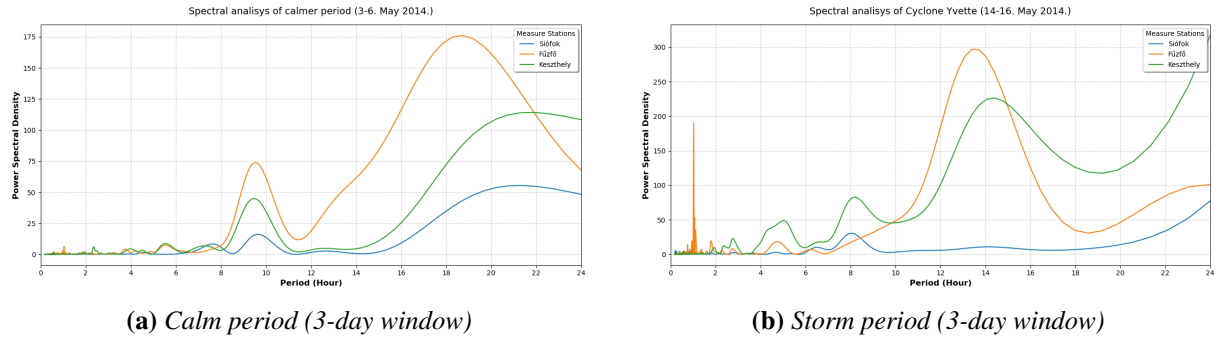 Spectral analisys of calmer period (3-6. May 2014.)
Measure Stations
Siófok
Fűzfő
Keszthely
Power Spectral Density
175
150
125
100
75
50
25
0
0 2 4 6 8 10 12 14 16 18 20 22 24
Period (Hour)
(a) Calm period (3-day window)
Spectral analisys of Cyclone Yvette (14-16. May 2014.)
Measure Stations
Siófok
Fűzfő
Keszthely
Power Spectral Density
300
250
200
150
100
50
0
0 2 4 6 8 10 12 14 16 18 20 22 24
Period (Hour)
(b) Storm period (3-day window)